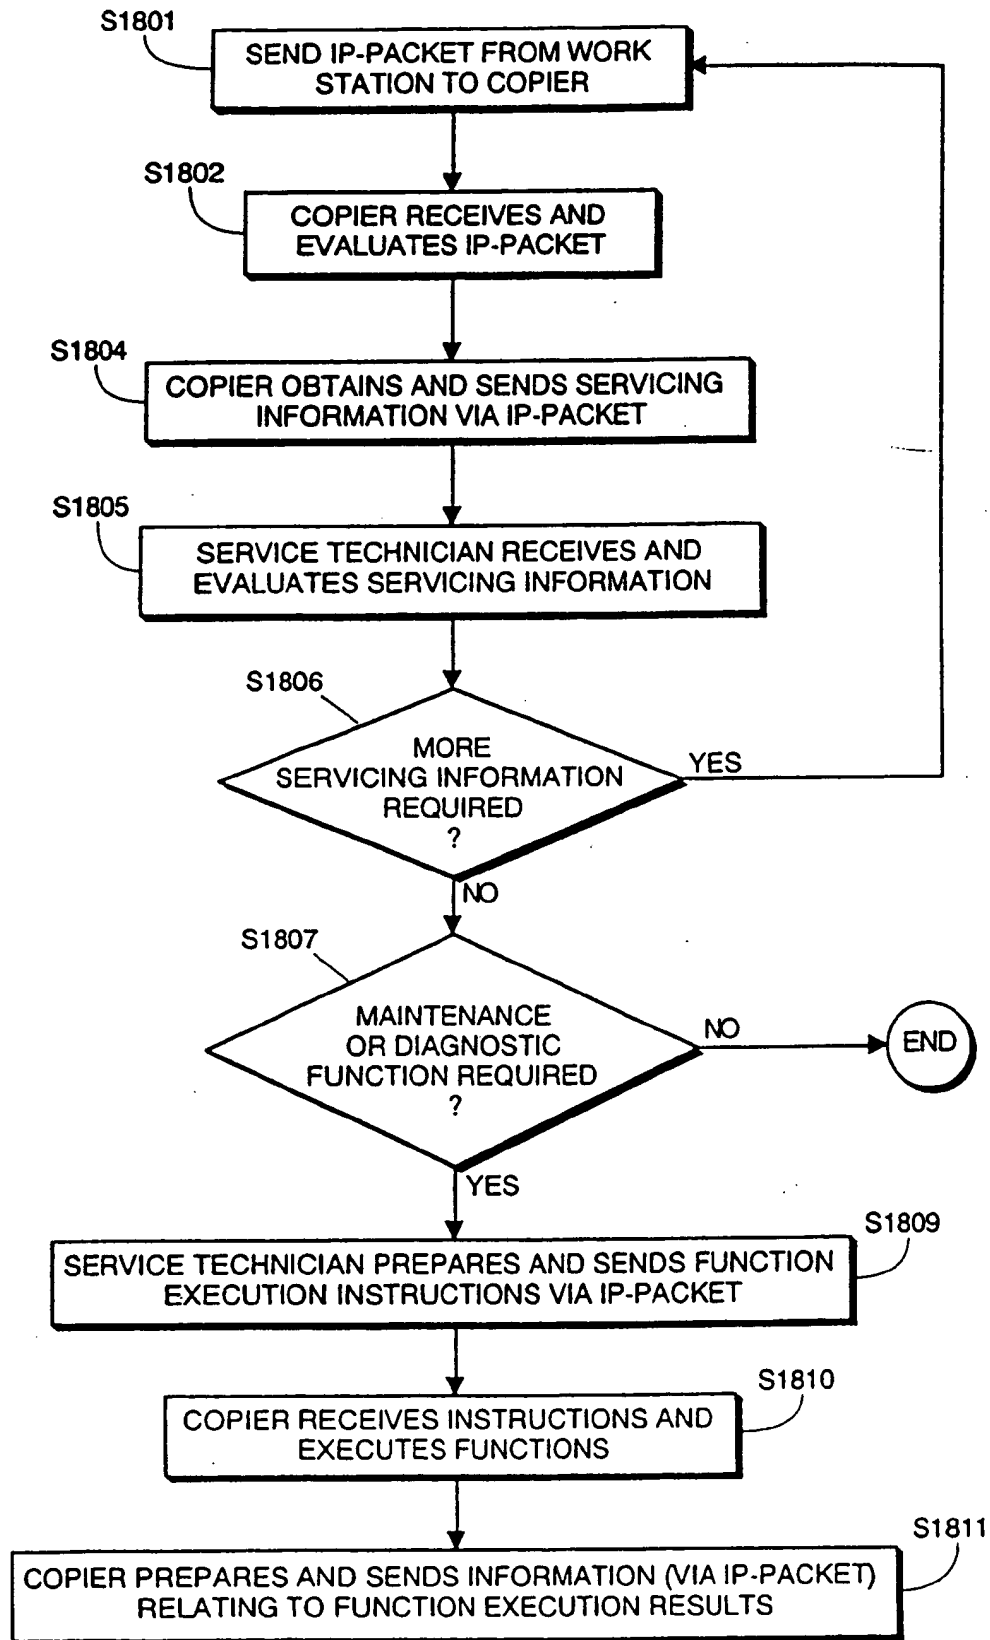 S1801
SEND IP-PACKET FROM WORK
STATION TO COPIER
S1802
COPIER RECEIVES AND
EVALUATES IP-PACKET
S1804
COPIER OBTAINS AND SENDS SERVICING
INFORMATION VIA IP-PACKET
S1805
SERVICE TECHNICIAN RECEIVES AND
EVALUATES SERVICING INFORMATION
S1806
MORE
SERVICING INFORMATION
REQUIRED
?
YES
NO
S1807
MAINTENANCE
OR DIAGNOSTIC
FUNCTION REQUIRED
?
NO
END
YES
S1809
SERVICE TECHNICIAN PREPARES AND SENDS FUNCTION
EXECUTION INSTRUCTIONS VIA IP-PACKET
S1810
COPIER RECEIVES INSTRUCTIONS AND
EXECUTES FUNCTIONS
S1811
COPIER PREPARES AND SENDS INFORMATION (VIA IP-PACKET)
RELATING TO FUNCTION EXECUTION RESULTS